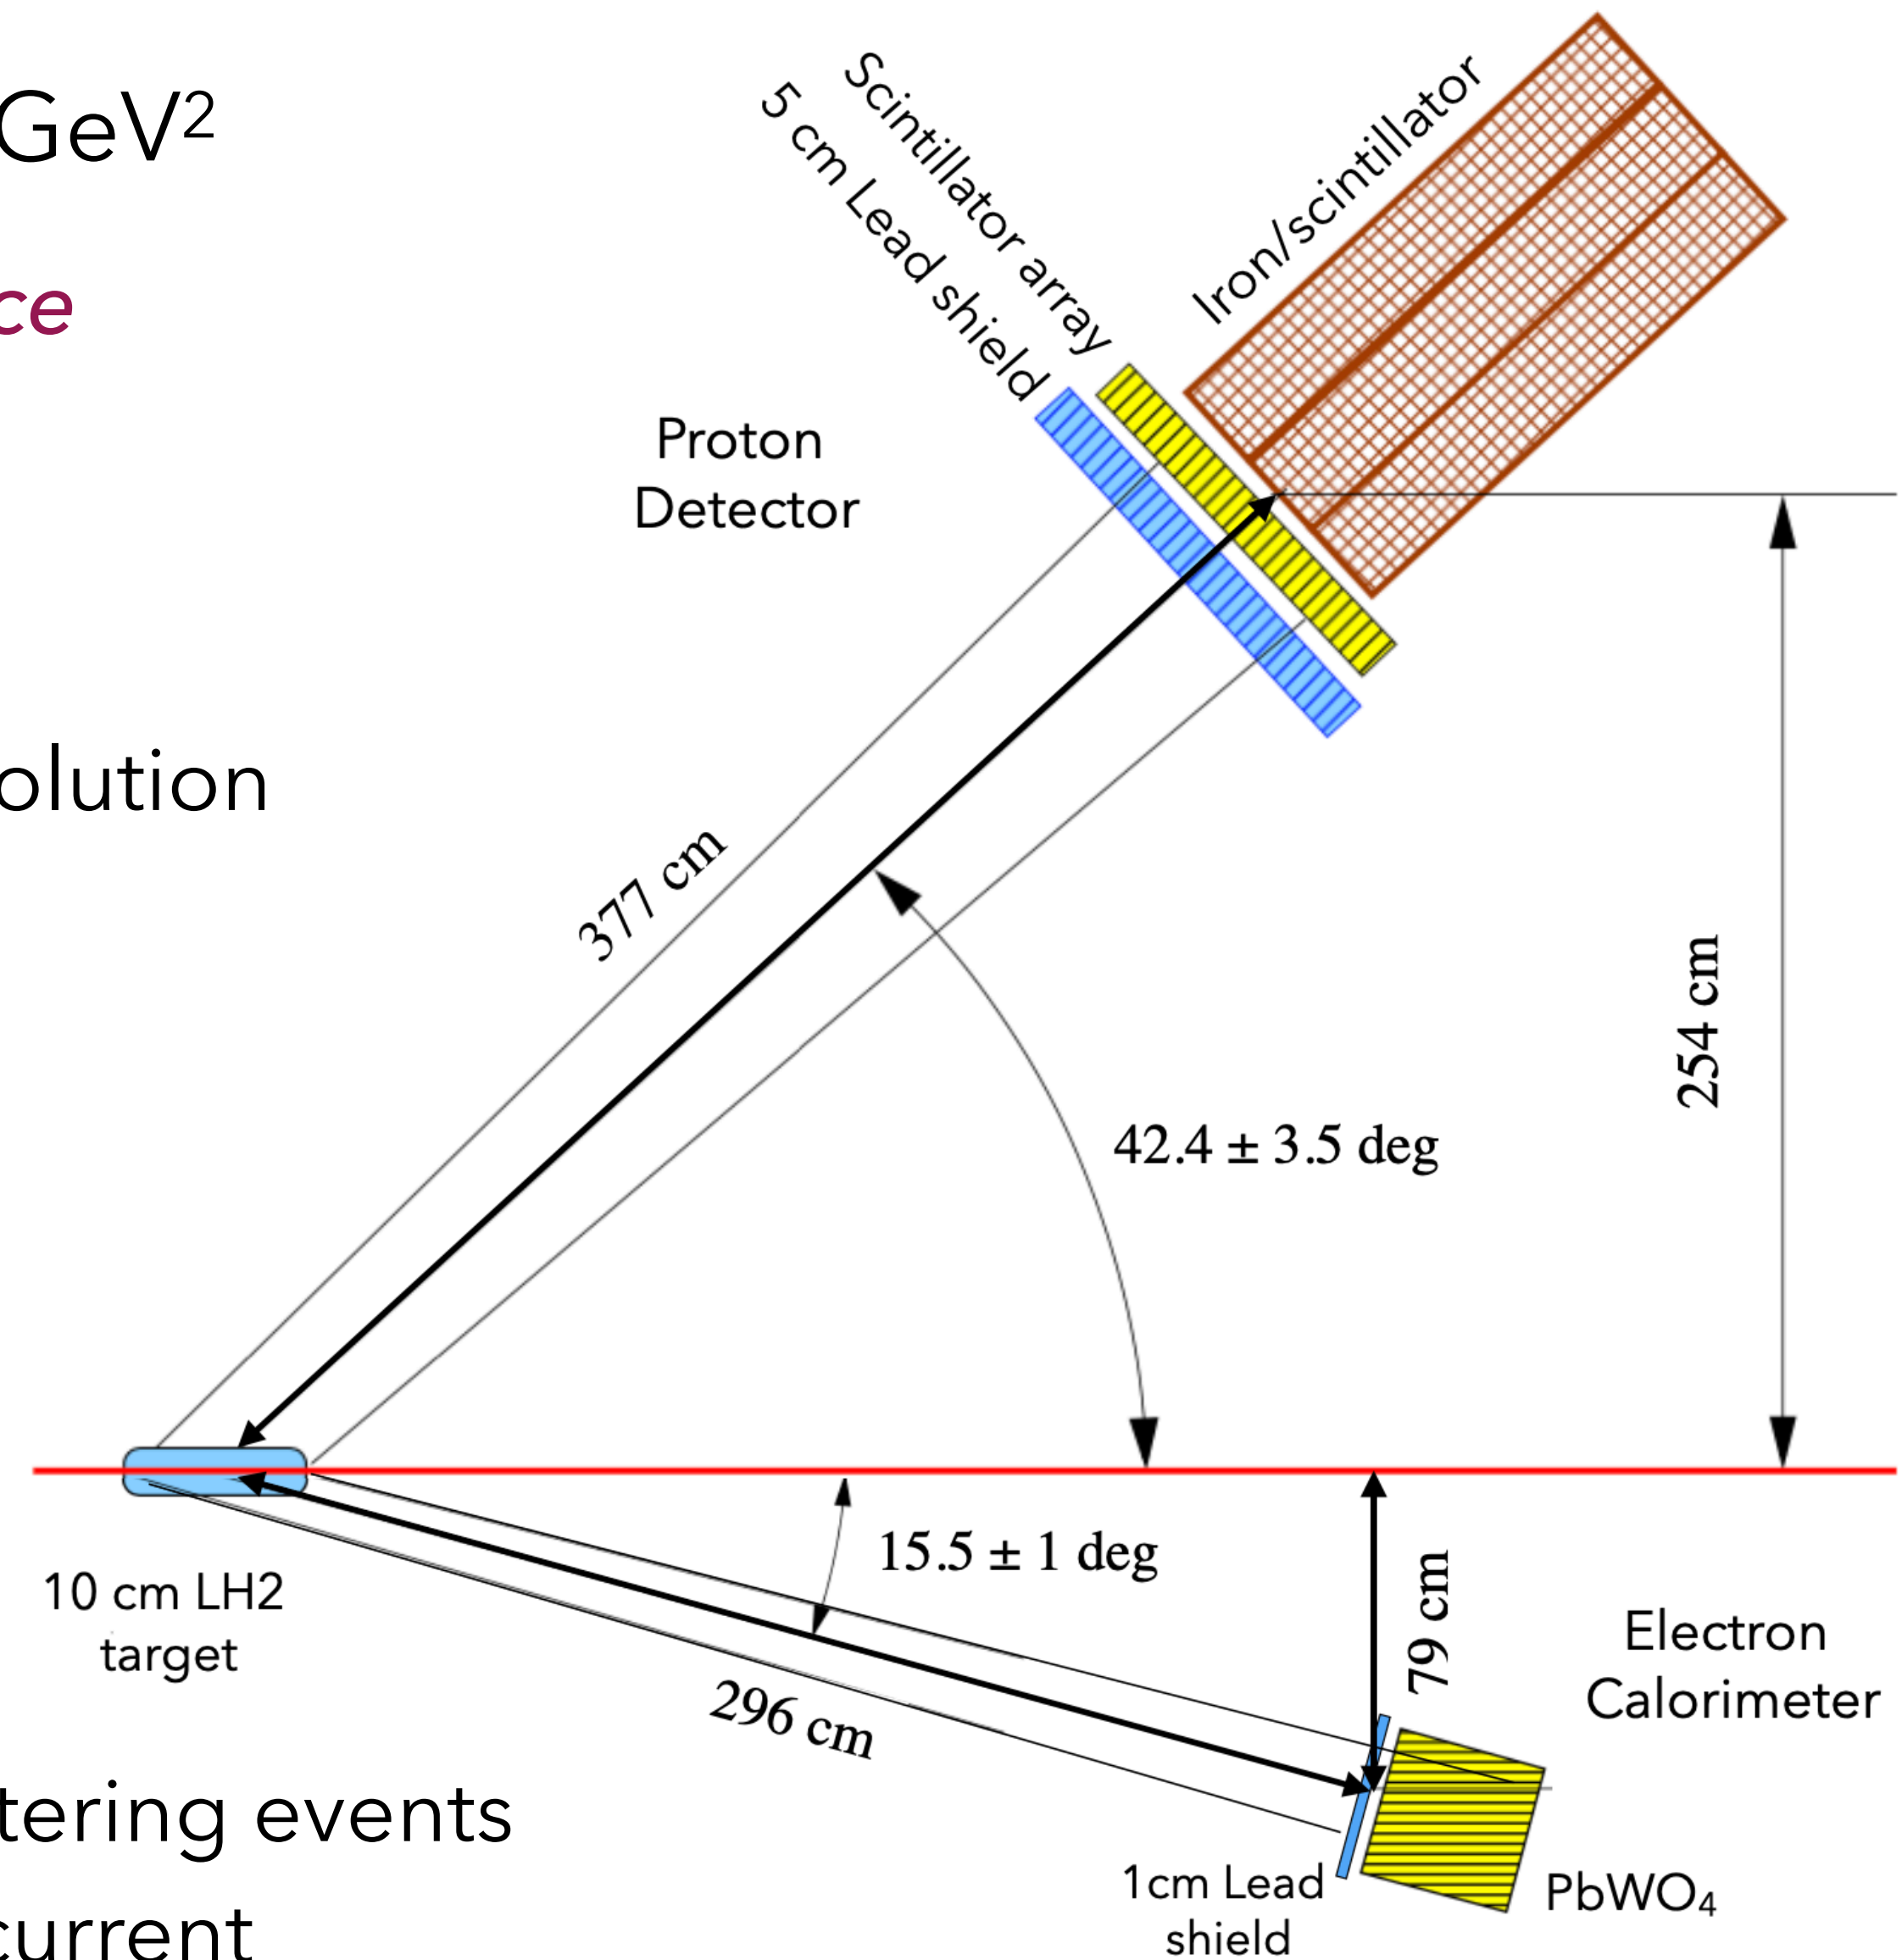 GeV²
ce
olution
tering events
current
Scintillator array
5 cm Lead shield
Iron/scintillator
Proton
Detector
377 cm
254 cm
42.4 ± 3.5 deg
15.5 ± 1 deg
10 cm LH2
target
79 cm
296 cm
Electron
Calorimeter
1cm Lead
shield
PbWO₄